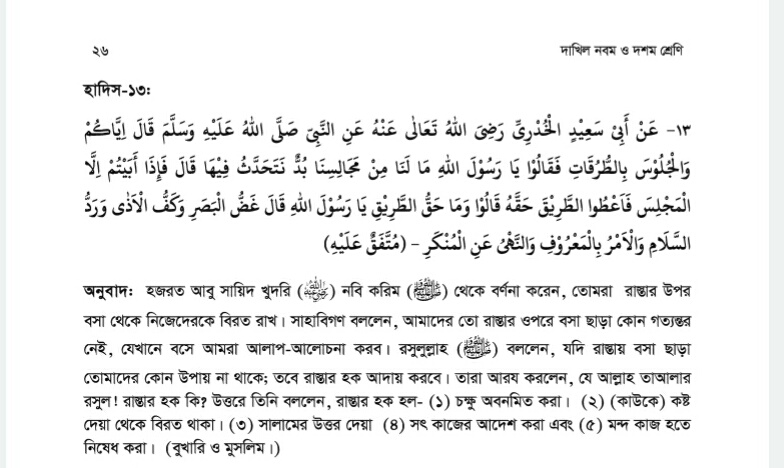 ২৬
দাখিল নবম ও দশম শ্রেণি
হাদিস-১৩:
١٣- عَنْ أَبِيْ سَعِيْدٍ الْخُدْرِيِّ رَضِيَ اللهُ تَعَالٰى عَنْهُ عَنِ النَّبِيِّ صَلَّى اللهُ عَلَيْهِ وَسَلَّمَ قَالَ اِيَّاكُمْ
وَالْجُلُوْسَ بِالطُّرُقَاتِ فَقَالُوْا يَا رَسُوْلَ اللهِ مَا لَنَا مِنْ مَجَالِسِنَا بُدٌّ نَتَحَدَّثُ فِيْهَا قَالَ فَإِذَا أَبَيْتُمْ اِلَّا
الْمَجْلِسَ فَاَعْطُوا الطَّرِيْقَ حَقَّهُ قَالُوْا وَمَا حَقُّ الطَّرِيْقِ يَا رَسُوْلَ اللهِ قَالَ غَضُّ الْبَصَرِ وَكَفُّ الْاَذٰى وَرَدُّ
السَّلَامِ وَالْاَمْرُ بِالْمَعْرُوْفِ وَالنَّهْىُ عَنِ الْمُنْكَرِ - (مُتَّفَقٌ عَلَيْهِ)
অনুবাদ: হজরত আবু সায়িদ খুদরি (رضي الله عنه) নবি করিম (ﷺ) থেকে বর্ণনা করেন, তোমরা রাস্তার উপর
বসা থেকে নিজেদেরকে বিরত রাখ। সাহাবিগণ বললেন, আমাদের তো রাস্তার ওপরে বসা ছাড়া কোন গত্যন্তর
নেই, যেখানে বসে আমরা আলাপ-আলোচনা করব। রসুলুল্লাহ (ﷺ) বললেন, যদি রাস্তায় বসা ছাড়া
তোমাদের কোন উপায় না থাকে; তবে রাস্তার হক আদায় করবে। তারা আরয করলেন, যে আল্লাহ তাআলার
রসুল! রাস্তার হক কি? উত্তরে তিনি বললেন, রাস্তার হক হল- (১) চক্ষু অবনমিত করা। (২) (কাউকে) কষ্ট
দেয়া থেকে বিরত থাকা। (৩) সালামের উত্তর দেয়া (৪) সৎ কাজের আদেশ করা এবং (৫) মন্দ কাজ হতে
নিষেধ করা। (বুখারি ও মুসলিম।)